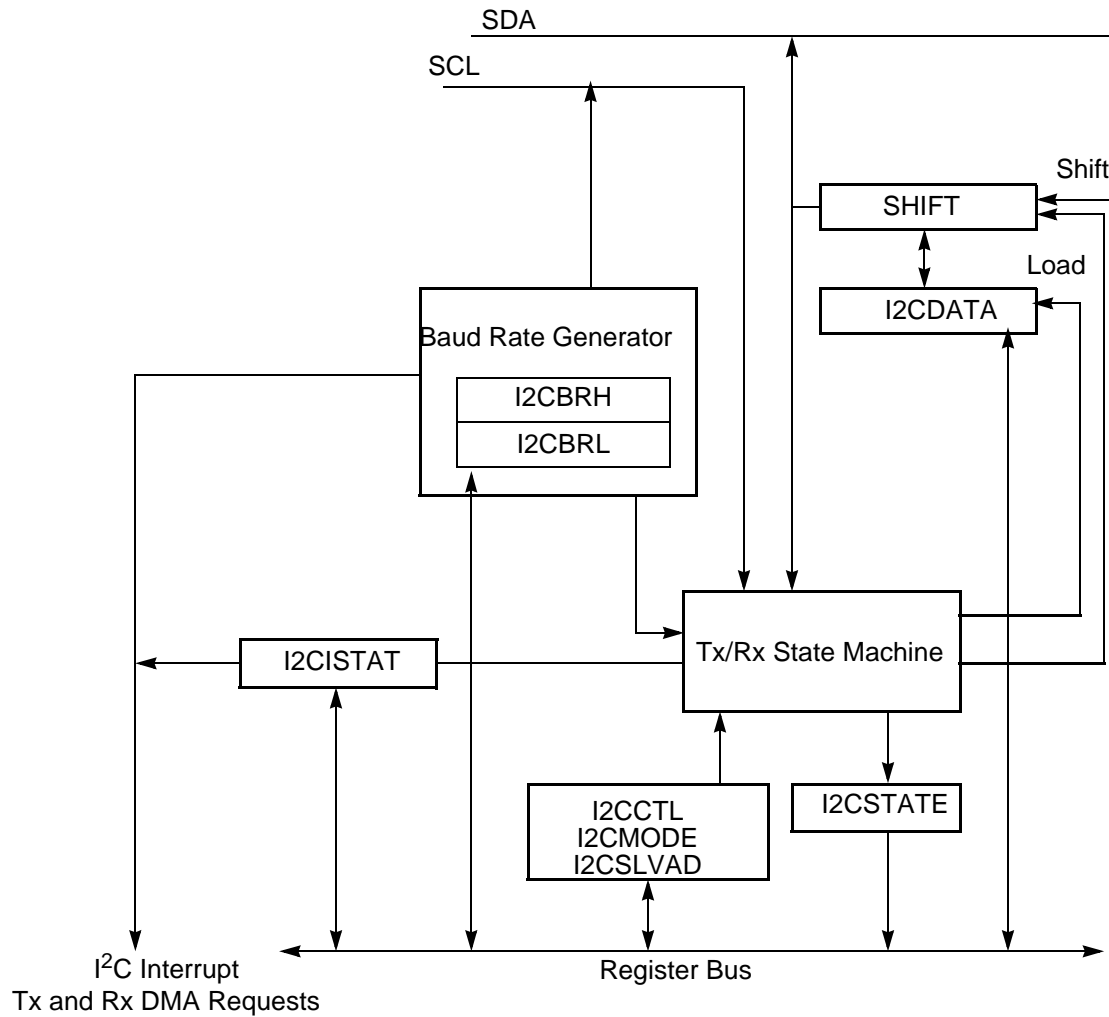 SDA
SCL
Shift
SHIFT
Load
I2CDATA
Baud Rate Generator
I2CBRH
I2CBRL
Tx/Rx State Machine
I2CISTAT
I2CCTL
I2CMODE
I2CSLVAD
I2CSTATE
I²C Interrupt
Tx and Rx DMA Requests
Register Bus